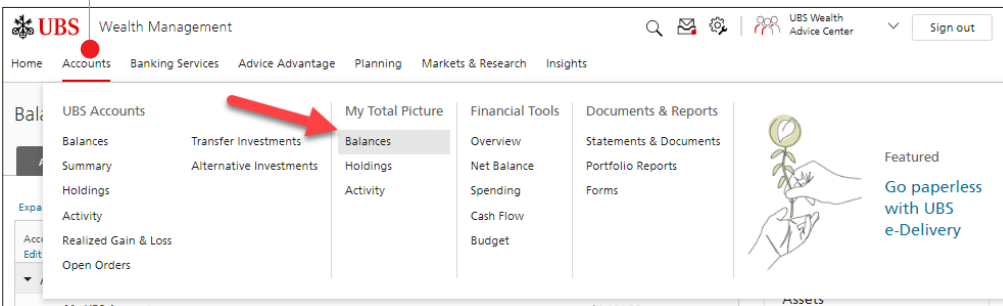 UBS Wealth Management
UBS Wealth
Advice Center
Sign out
Home Accounts Banking Services Advice Advantage Planning Markets & Research Insights
UBS Accounts
Balances
Summary
Holdings
Activity
Realized Gain & Loss
Open Orders
Transfer Investments
Alternative Investments
My Total Picture
Balances
Holdings
Activity
Financial Tools
Overview
Net Balance
Spending
Cash Flow
Budget
Documents & Reports
Statements & Documents
Portfolio Reports
Forms
Featured
Go paperless
with UBS
e-Delivery
Bala
Expa
Acco
Edit
Assets